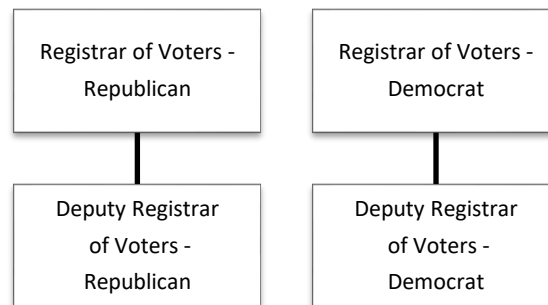 Registrar of Voters -
Republican
Registrar of Voters -
Democrat
Deputy Registrar
of Voters -
Republican
Deputy Registrar
of Voters -
Democrat